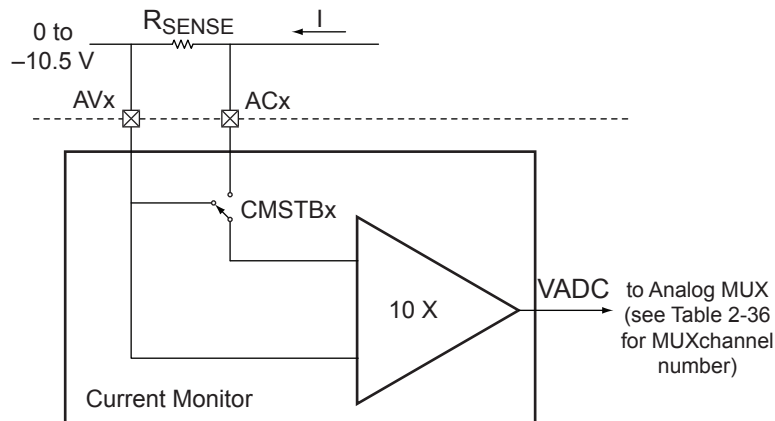 RSENSE
I
0 to
–10.5 V
AVx
ACx
CMSTBx
10 X
VADC
to Analog MUX
(see Table 2-36
for MUXchannel
number)
Current Monitor